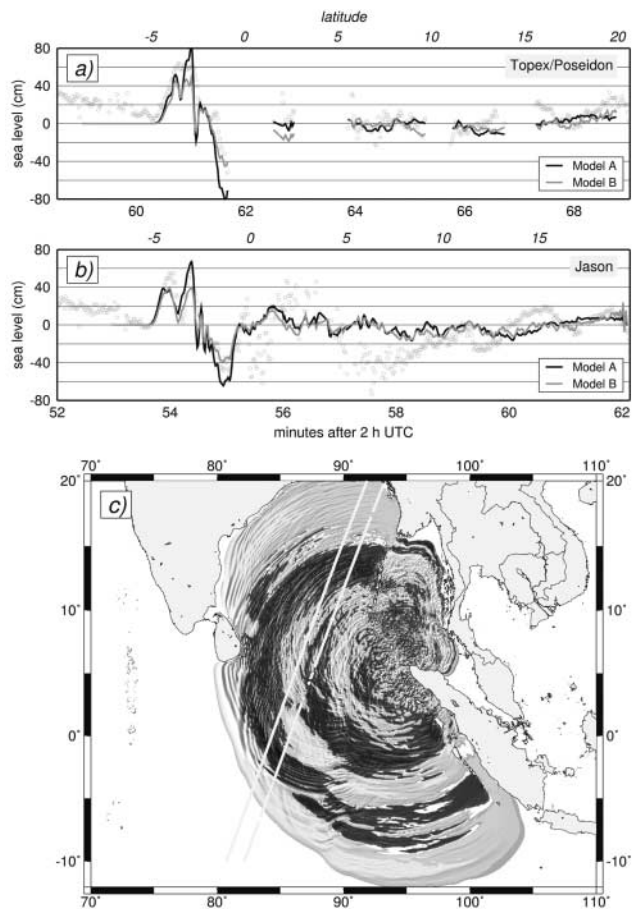 latitude
-5 0 5 10 15 20
a)
Topex/Poseidon
80
40
0
-40
-80
sea level (cm)
Model A
Model B
60 62 64 66 68
-5 0 5 10 15
b)
Jason
80
40
0
-40
-80
sea level (cm)
Model A
Model B
52 54 56 58 60 62
minutes after 2 h UTC
70˚ 80˚ 90˚ 100˚ 110˚
20˚ 20˚
c)
10˚ 10˚
0˚ 0˚
-10˚ -10˚
70˚ 80˚ 90˚ 100˚ 110˚